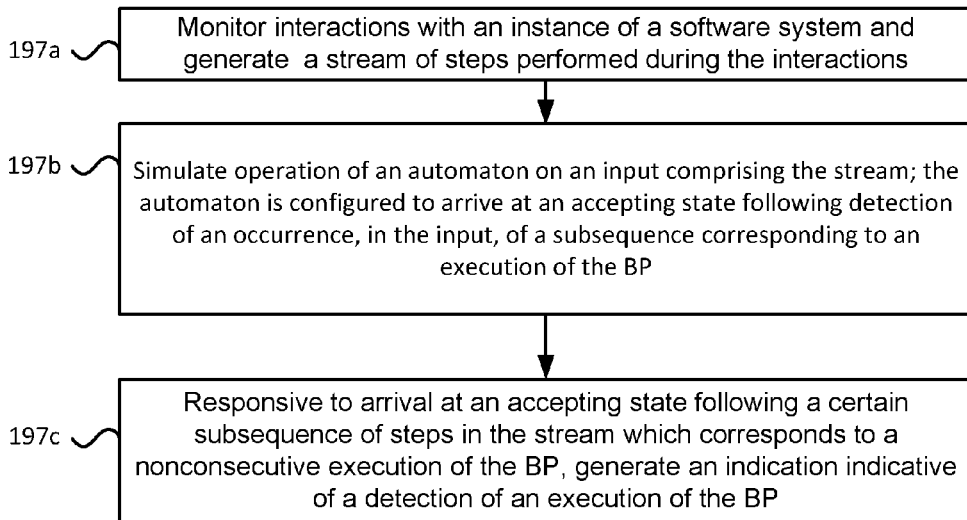 197a
Monitor interactions with an instance of a software system and
generate a stream of steps performed during the interactions
197b
Simulate operation of an automaton on an input comprising the stream; the
automaton is configured to arrive at an accepting state following detection
of an occurrence, in the input, of a subsequence corresponding to an
execution of the BP
197c
Responsive to arrival at an accepting state following a certain
subsequence of steps in the stream which corresponds to a
nonconsecutive execution of the BP, generate an indication indicative
of a detection of an execution of the BP